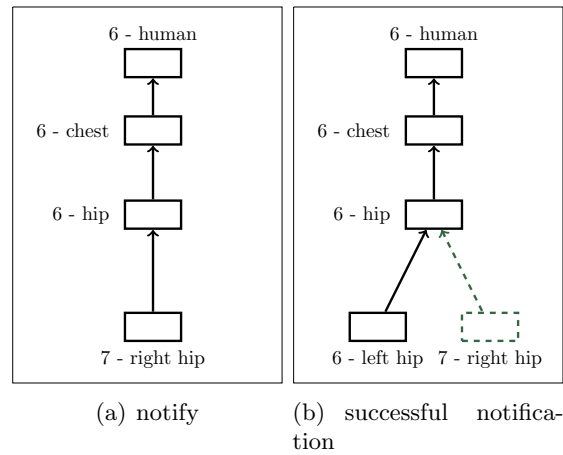 6 - human
6 - chest
6 - hip
7 - right hip
(a) notify
6 - human
6 - chest
6 - hip
6 - left hip
7 - right hip
(b) successful notifica-
tion